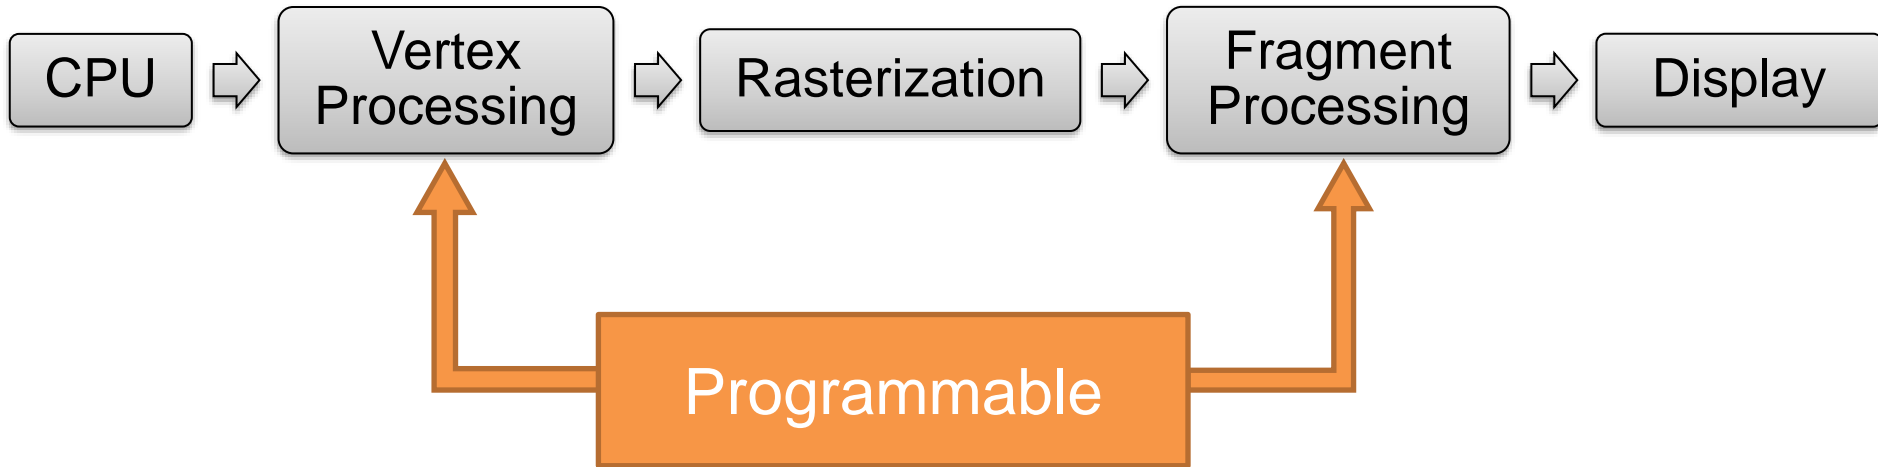 CPU
Vertex
Processing
Rasterization
Fragment
Processing
Display
Programmable